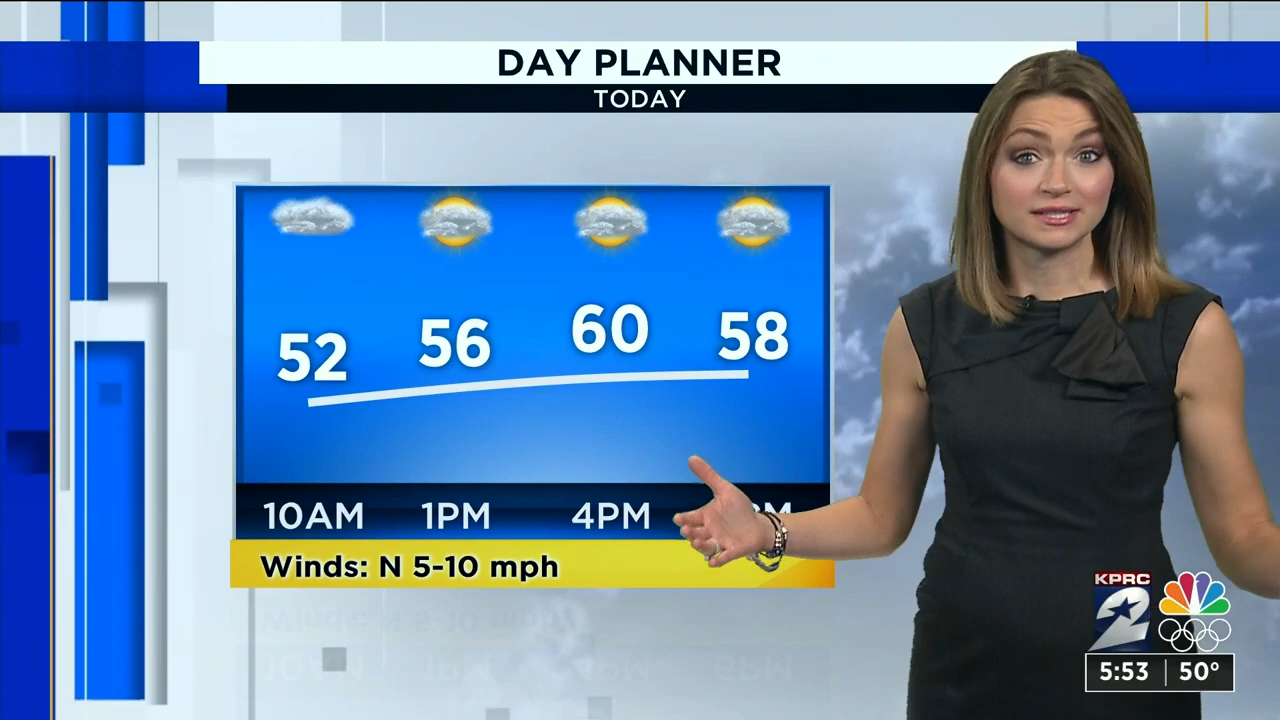 DAY PLANNER
TODAY
52 56 60 58
10AM 1PM 4PM PM
Winds: N 5-10 mph
KPRC
2
5:53 50°